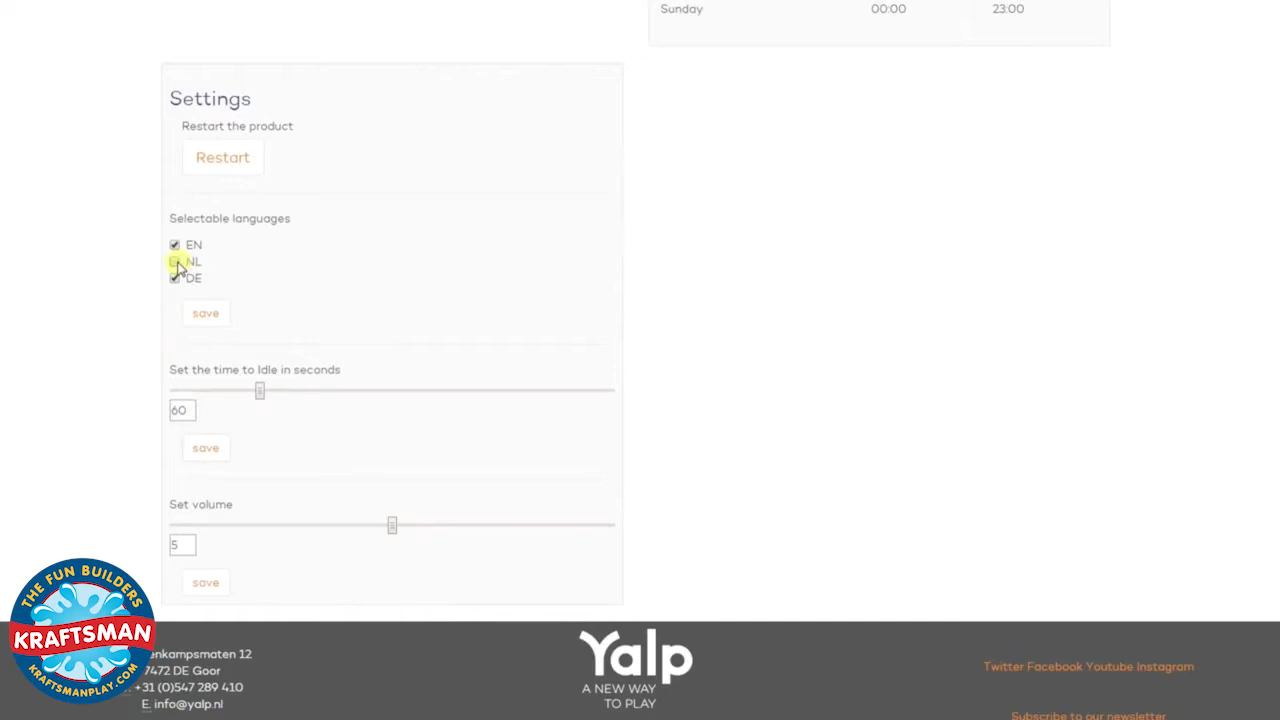 Sunday 00:00 23:00
Settings
Restart the product
Restart
Selectable languages
EN
NL
DE
save
Set the time to Idle in seconds
60
save
Set volume
5
save
THE FUN BUILDERS
KRAFTSMAN
KRAFTSMANPLAY.COM
enkampsmaten 12
7472 DE Goor
+31 (0)547 289 410
E. info@yalp.nl
Yalp
A NEW WAY
TO PLAY
Twitter Facebook Youtube Instagram
Subscribe to our newsletter